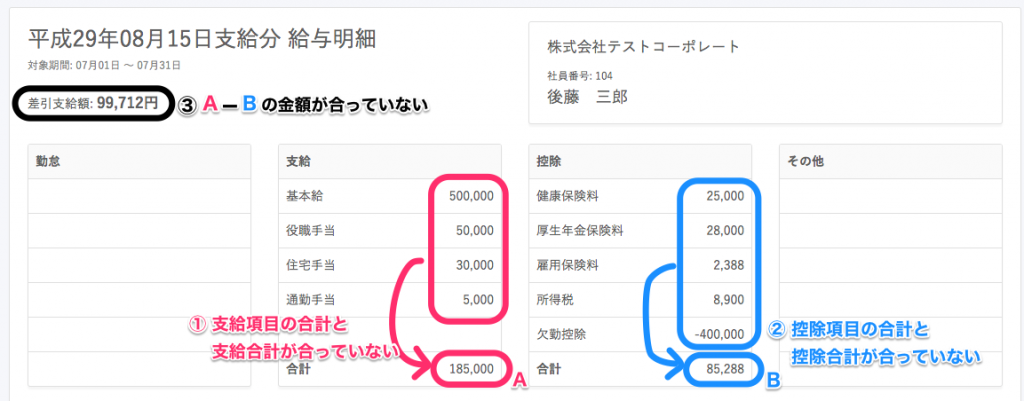 平成29年08月15日支給分 給与明細
対象期間: 07月01日 〜 07月31日
差引支給額: 99,712円
③ A − B の金額が合っていない
株式会社テストコーポレート
社員番号: 104
後藤　三郎
勤怠
支給
基本給 500,000
役職手当 50,000
住宅手当 30,000
通勤手当 5,000
合計 185,000
A
① 支給項目の合計と
支給合計が合っていない
控除
健康保険料 25,000
厚生年金保険料 28,000
雇用保険料 2,388
所得税 8,900
欠勤控除 -400,000
合計 85,288
B
② 控除項目の合計と
控除合計が合っていない
その他